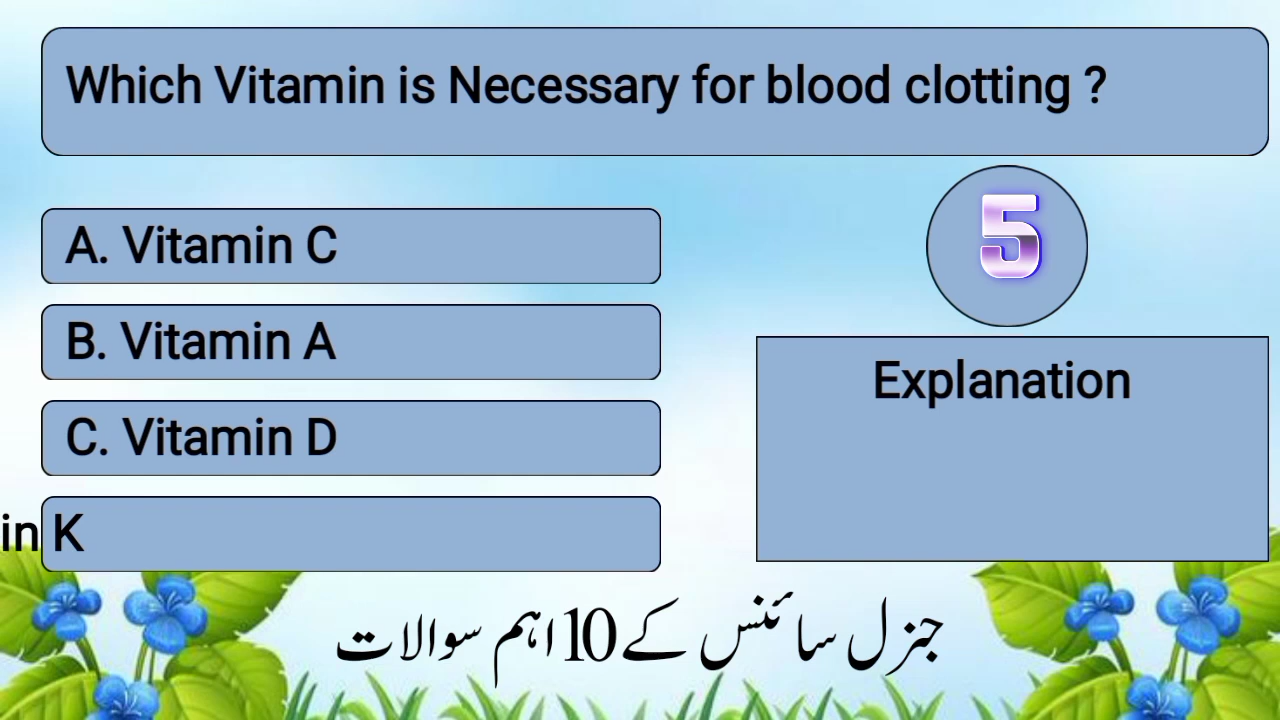 Which Vitamin is Necessary for blood clotting ?
5
A. Vitamin C
B. Vitamin A
C. Vitamin D
in K
Explanation
جنرل سائنس کے 10 اہم سوالات